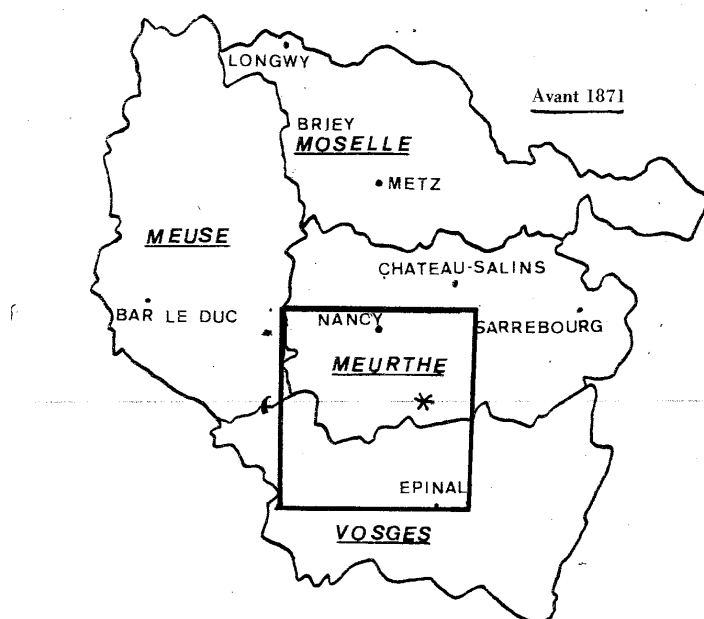 LONGWY
Avant 1871
BRIEY
MOSELLE
METZ
MEUSE
CHATEAU-SALINS
BAR LE DUC
NANCY
SARREBOURG
MEURTHE
EPINAL
VOSGES